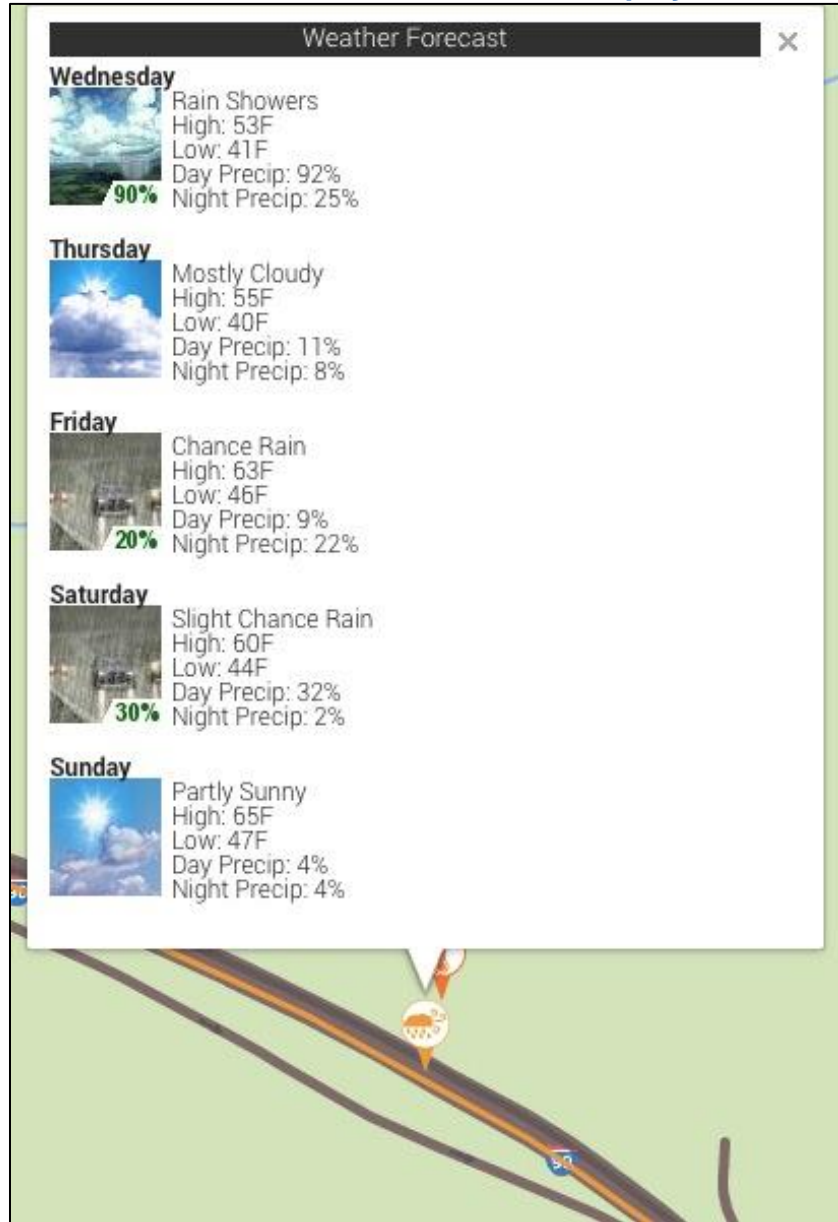 Weather Forecast
×
Wednesday
Rain Showers
High: 53F
Low: 41F
Day Precip: 92%
90% Night Precip: 25%
Thursday
Mostly Cloudy
High: 55F
Low: 40F
Day Precip: 11%
Night Precip: 8%
Friday
Chance Rain
High: 63F
Low: 46F
Day Precip: 9%
20% Night Precip: 22%
Saturday
Slight Chance Rain
High: 60F
Low: 44F
Day Precip: 32%
30% Night Precip: 2%
Sunday
Partly Sunny
High: 65F
Low: 47F
Day Precip: 4%
Night Precip: 4%
90
90